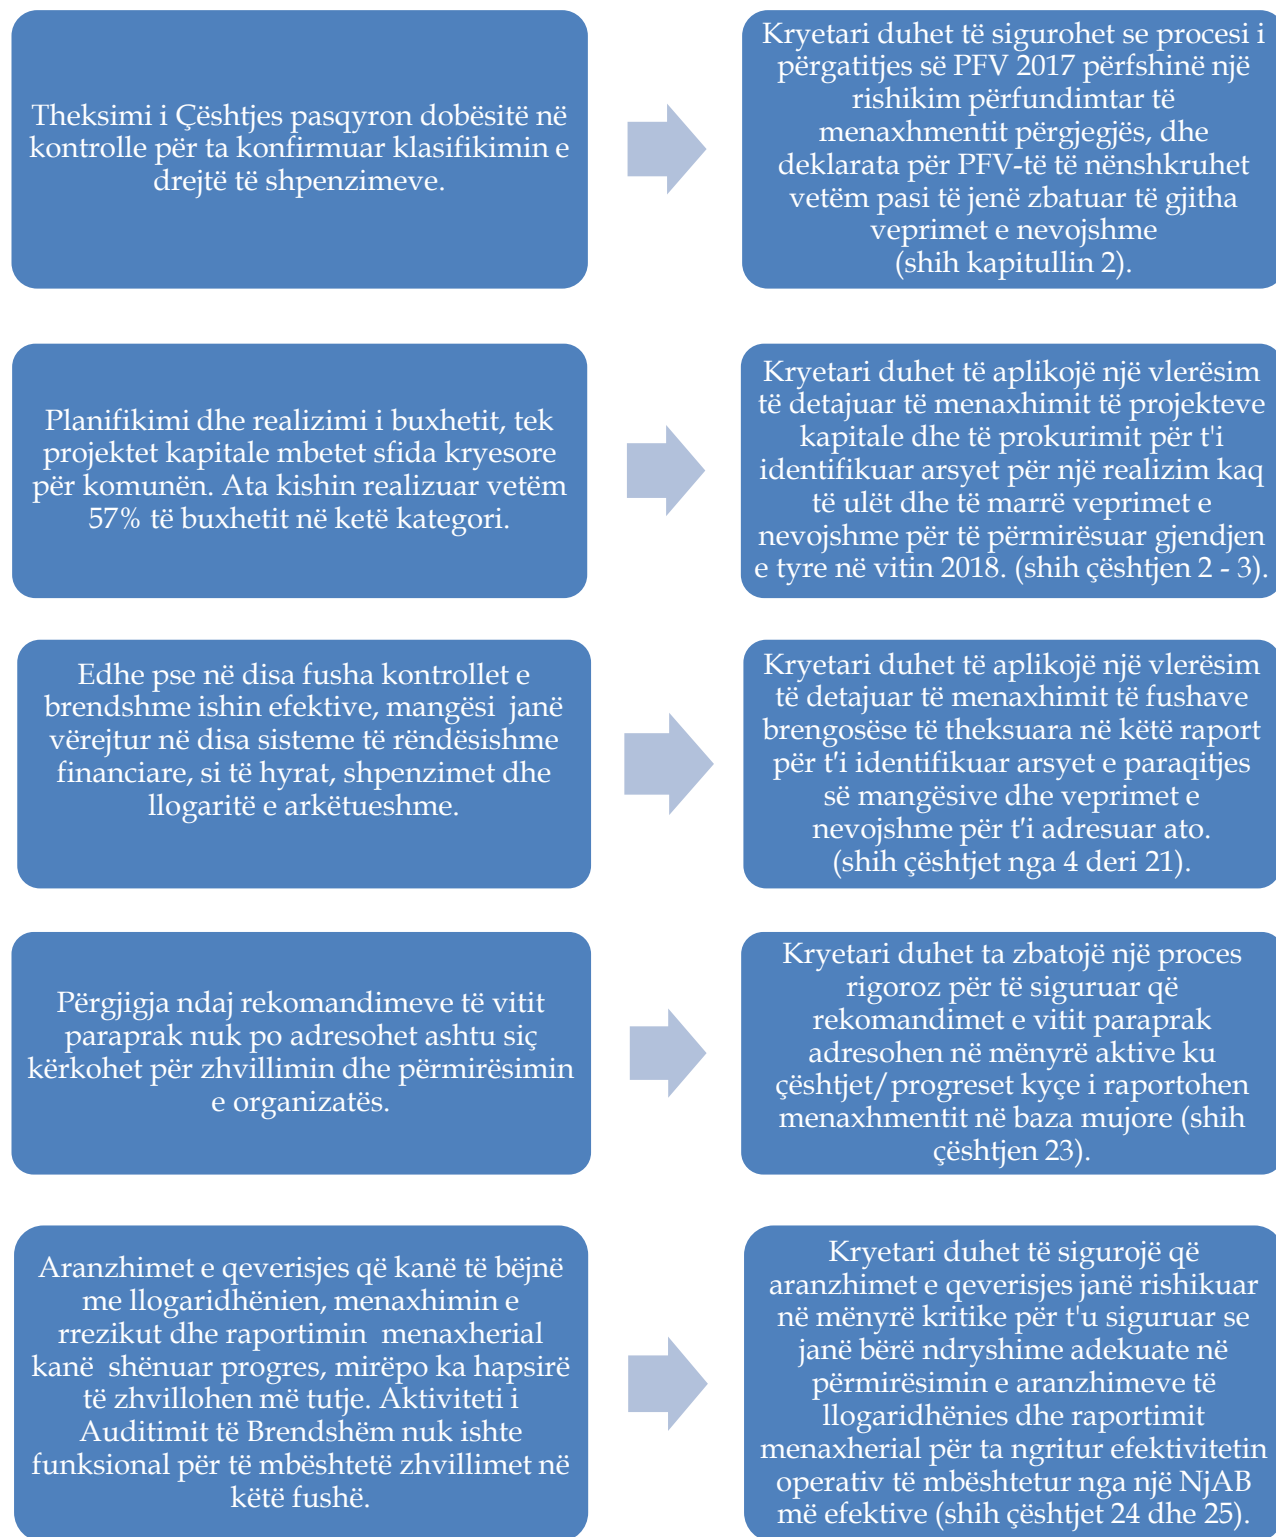 Theksimi i Çështjes pasqyron dobësitë në
kontrolle për ta konfirmuar klasifikimin e
drejtë të shpenzimeve.
Kryetari duhet të sigurohet se procesi i
përgatitjes së PFV 2017 përfshinë një
rishikim përfundimtar të
menaxhmentit përgjegjës, dhe
deklarata për PFV-të të nënshkruhet
vetëm pasi të jenë zbatuar të gjitha
veprimet e nevojshme
(shih kapitullin 2).
Planifikimi dhe realizimi i buxhetit, tek
projektet kapitale mbetet sfida kryesore
për komunën. Ata kishin realizuar vetëm
57% të buxhetit në ketë kategori.
Kryetari duhet të aplikojë një vlerësim
të detajuar të menaxhimit të projekteve
kapitale dhe të prokurimit për t'i
identifikuar arsyet për një realizim kaq
të ulët dhe të marrë veprimet e
nevojshme për të përmirësuar gjendjen
e tyre në vitin 2018. (shih çështjen 2 - 3).
Edhe pse në disa fusha kontrollet e
brendshme ishin efektive, mangësi janë
vërejtur në disa sisteme të rëndësishme
financiare, si të hyrat, shpenzimet dhe
llogaritë e arkëtueshme.
Kryetari duhet të aplikojë një vlerësim
të detajuar të menaxhimit të fushave
brengosëse të theksuara në këtë raport
për t'i identifikuar arsyet e paraqitjes
së mangësive dhe veprimet e
nevojshme për t'i adresuar ato.
(shih çështjet nga 4 deri 21).
Përgjigja ndaj rekomandimeve të vitit
paraprak nuk po adresohet ashtu siç
kërkohet për zhvillimin dhe përmirësimin
e organizatës.
Kryetari duhet ta zbatojë një proces
rigoroz për të siguruar që
rekomandimet e vitit paraprak
adresohen në mënyrë aktive ku
çështjet/progreset kyçe i raportohen
menaxhmentit në baza mujore (shih
çështjen 23).
Aranzhimet e qeverisjes që kanë të bëjnë
me llogaridhënien, menaxhimin e
rrezikut dhe raportimin menaxherial
kanë shënuar progres, mirëpo ka hapsirë
të zhvillohen më tutje. Aktiviteti i
Auditimit të Brendshëm nuk ishte
funksional për të mbështetë zhvillimet në
këtë fushë.
Kryetari duhet të sigurojë që
aranzhimet e qeverisjes janë rishikuar
në mënyrë kritike për t'u siguruar se
janë bërë ndryshime adekuate në
përmirësimin e aranzhimeve të
llogaridhënies dhe raportimit
menaxherial për ta ngritur efektivitetin
operativ të mbështetur nga një NjAB
më efektive (shih çështjet 24 dhe 25).